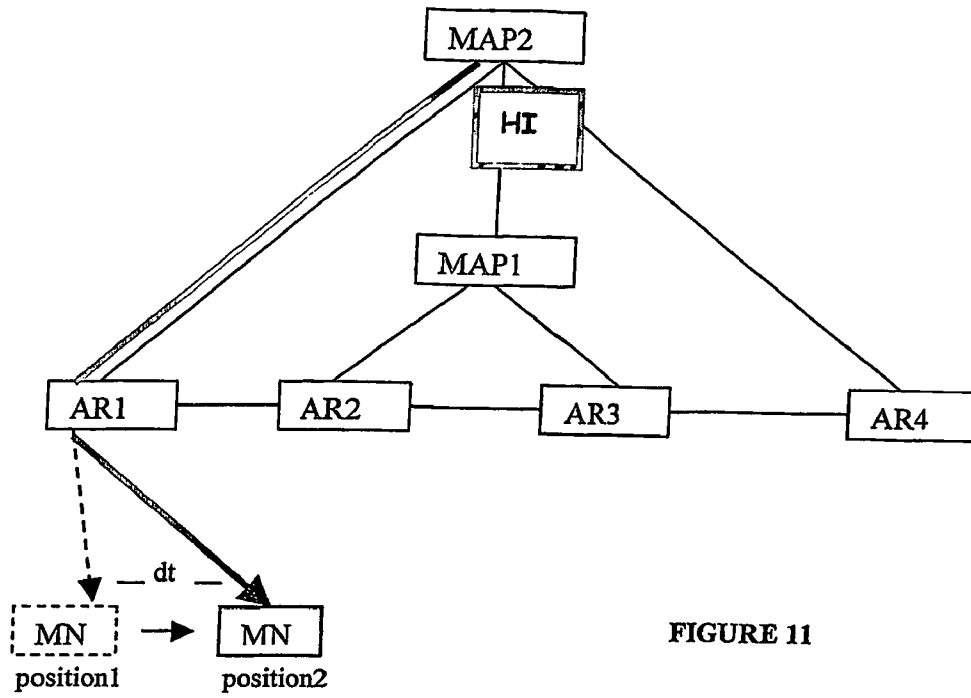 MAP2
HI
MAP1
AR1
AR2
AR3
AR4
dt
MN
MN
position1
position2
FIGURE 11